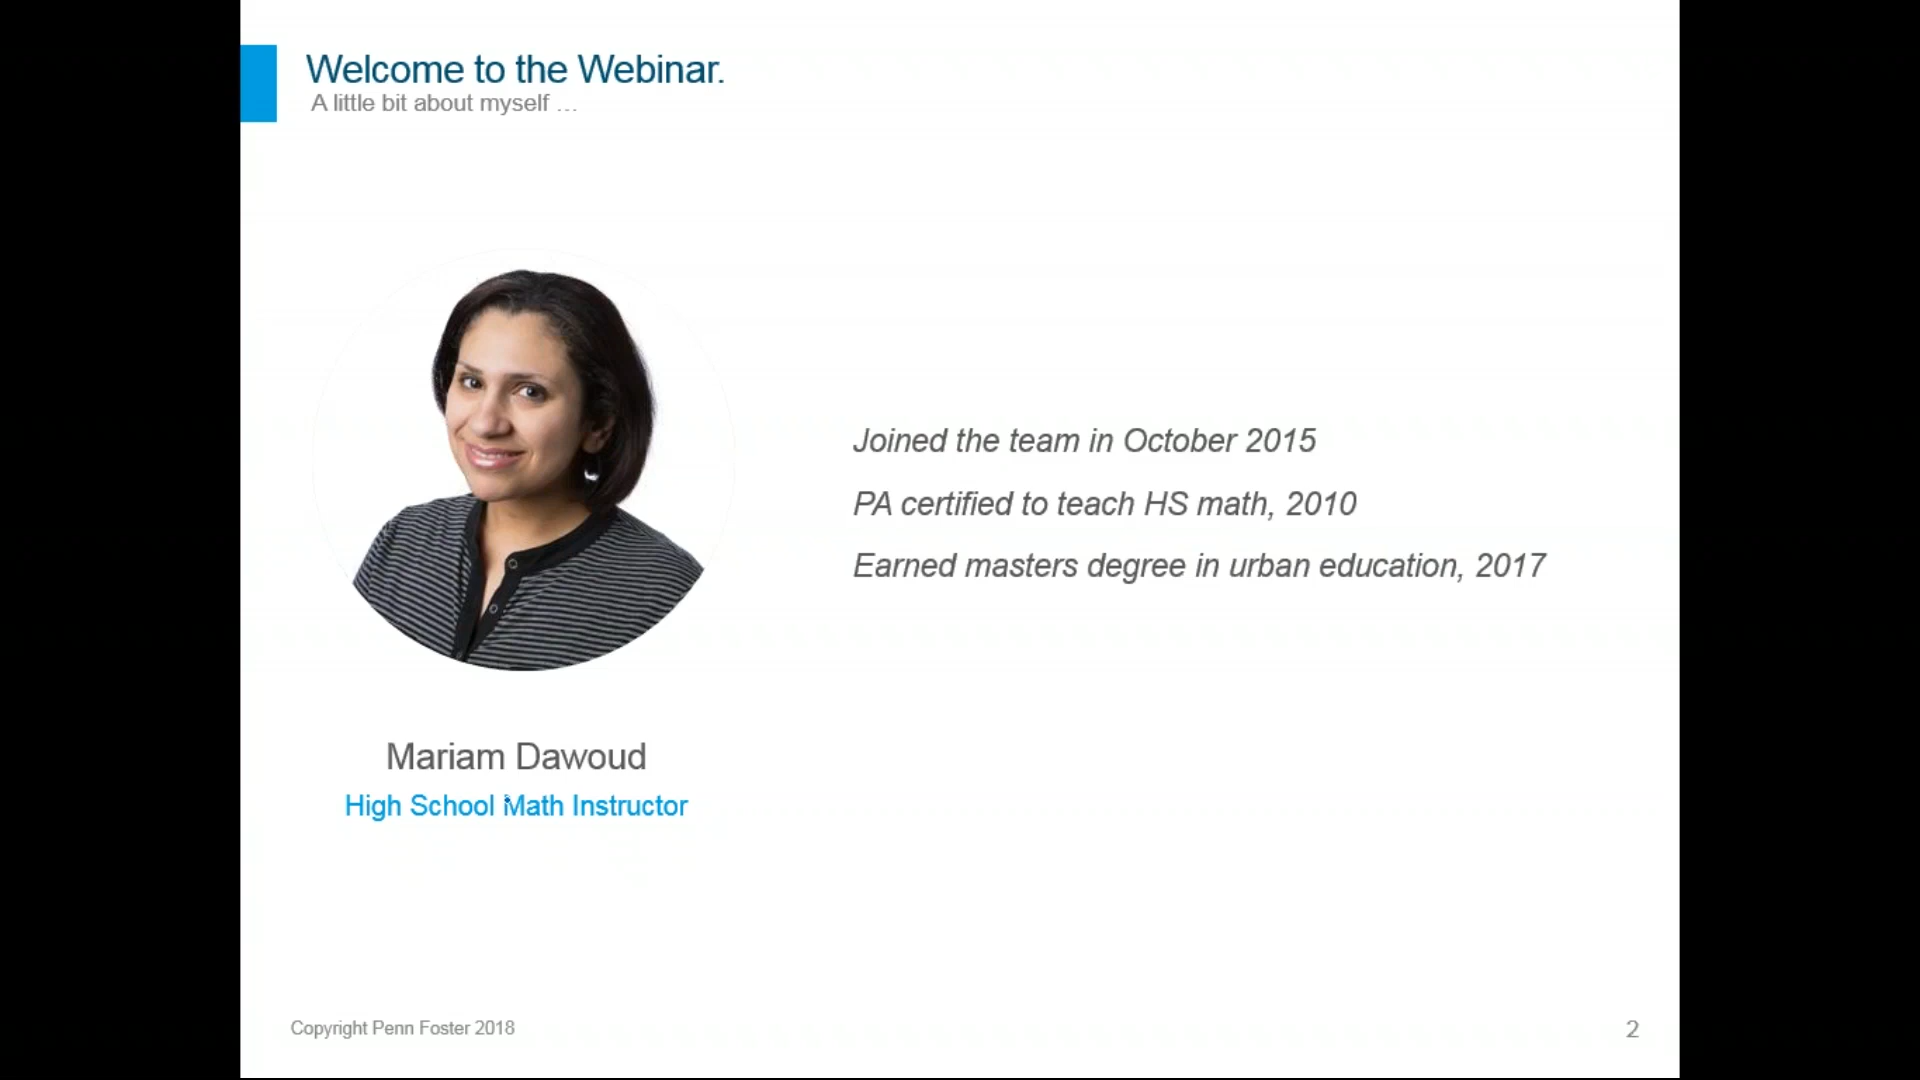 Welcome to the Webinar.
A little bit about myself ...
Joined the team in October 2015
PA certified to teach HS math, 2010
Earned masters degree in urban education, 2017
Mariam Dawoud
High School Math Instructor
Copyright Penn Foster 2018
2